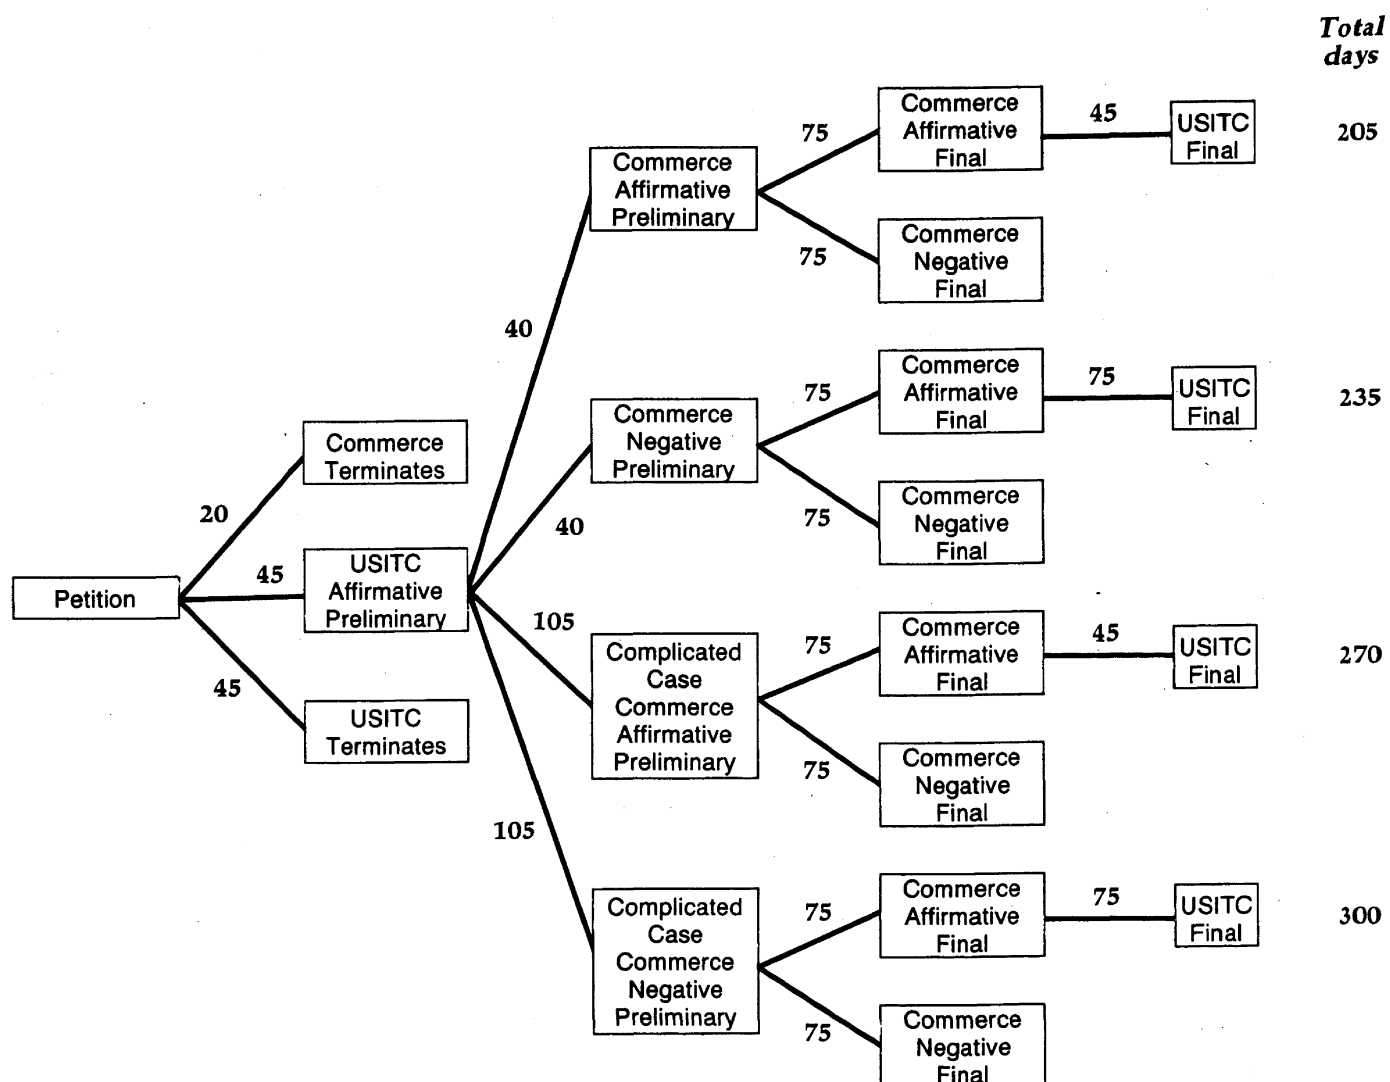 Total
days
Commerce
Affirmative
Final
45
USITC
Final
205
75
Commerce
Affirmative
Preliminary
75
Commerce
Negative
Final
40
Commerce
Affirmative
Final
75
USITC
Final
235
75
Commerce
Negative
Preliminary
75
Commerce
Negative
Final
40
Commerce
Terminates
20
Petition
45
USITC
Affirmative
Preliminary
45
USITC
Terminates
105
Complicated
Case
Commerce
Affirmative
Preliminary
75
Commerce
Affirmative
Final
45
USITC
Final
270
75
Commerce
Negative
Final
105
Complicated
Case
Commerce
Negative
Preliminary
75
Commerce
Affirmative
Final
75
USITC
Final
300
75
Commerce
Negative
Final